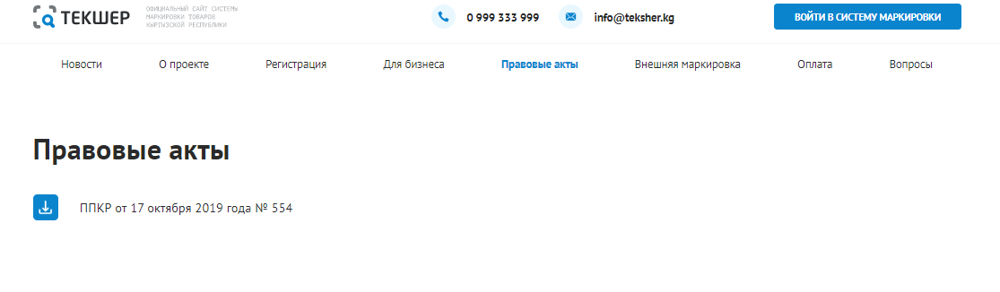 ТЕКШЕР
ОФИЦИАЛЬНЫЙ САЙТ СИСТЕМЫ
МАРКИРОВКИ ТОВАРОВ
КЫРГЫЗСКОЙ РЕСПУБЛИКИ
0 999 333 999
info@teksher.kg
ВОЙТИ В СИСТЕМУ МАРКИРОВКИ
Новости
О проекте
Регистрация
Для бизнеса
Правовые акты
Внешняя маркировка
Оплата
Вопросы
Правовые акты
ППКР от 17 октября 2019 года № 554